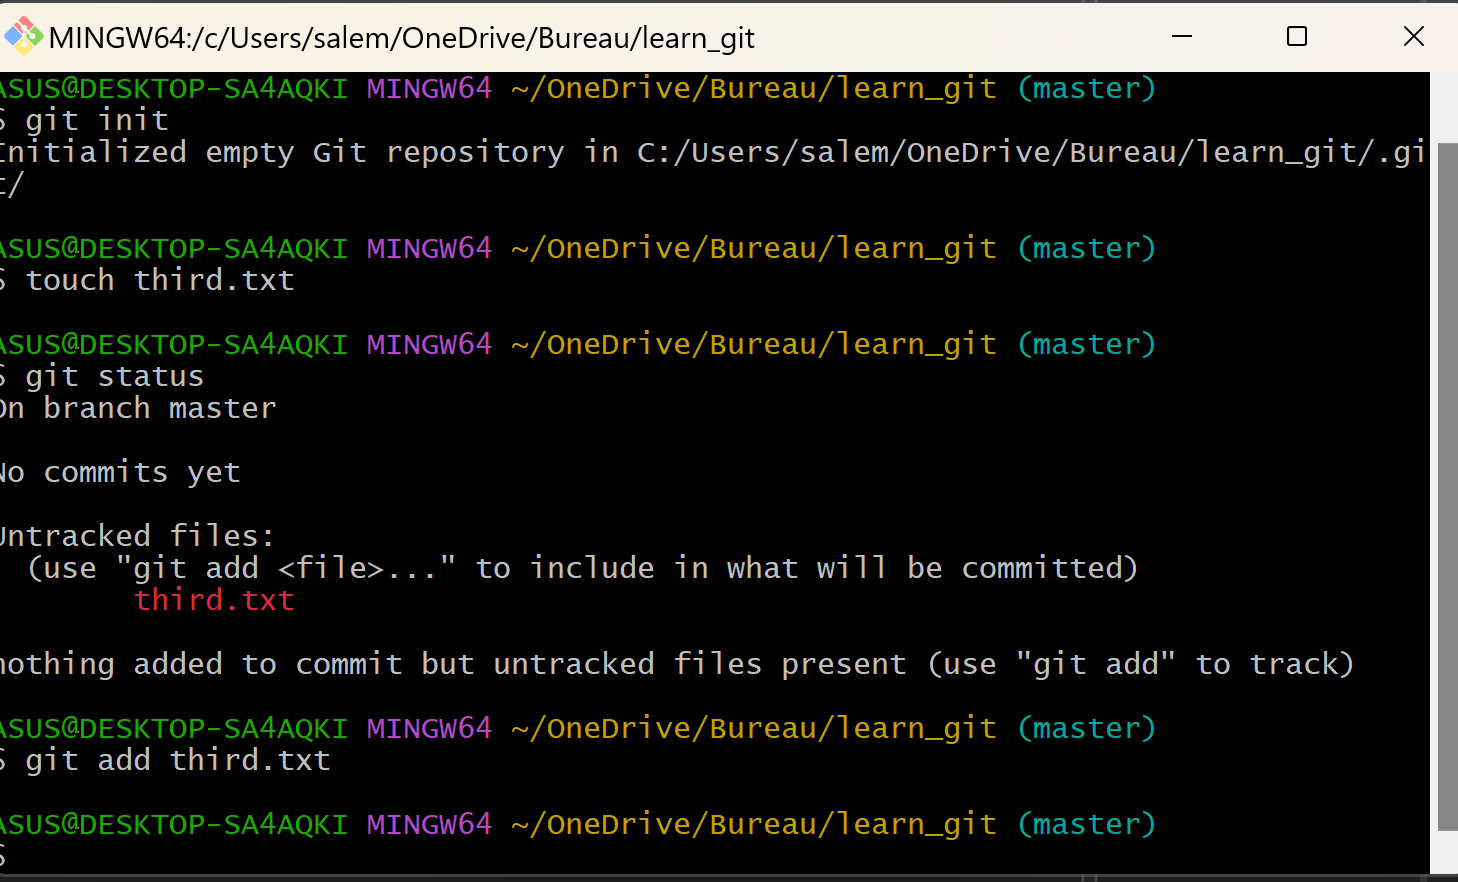 MINGW64:/c/Users/salem/OneDrive/Bureau/learn_git
ASUS@DESKTOP-SA4AQKI MINGW64 ~/OneDrive/Bureau/learn_git (master)
$ git init
Initialized empty Git repository in C:/Users/salem/OneDrive/Bureau/learn_git/.gi
t/
ASUS@DESKTOP-SA4AQKI MINGW64 ~/OneDrive/Bureau/learn_git (master)
$ touch third.txt
ASUS@DESKTOP-SA4AQKI MINGW64 ~/OneDrive/Bureau/learn_git (master)
$ git status
On branch master
No commits yet
Untracked files:
  (use "git add <file>..." to include in what will be committed)
        third.txt
nothing added to commit but untracked files present (use "git add" to track)
ASUS@DESKTOP-SA4AQKI MINGW64 ~/OneDrive/Bureau/learn_git (master)
$ git add third.txt
ASUS@DESKTOP-SA4AQKI MINGW64 ~/OneDrive/Bureau/learn_git (master)
$